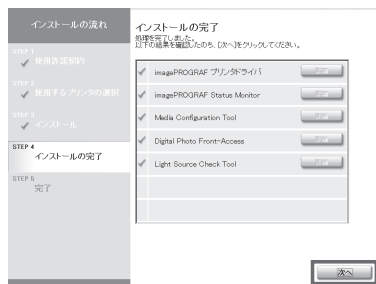 インストールの流れ
STEP 1
使用許諾契約
STEP 2
使用するプリンタの選択
STEP 3
インストール
STEP 4
インストールの完了
STEP 5
完了
インストールの完了
処理を完了しました。
以下の結果を確認したのち、[次へ]をクリックしてください。
imagePROGRAF プリンタドライバ
imagePROGRAF Status Monitor
Media Configuration Tool
Digital Photo Front-Access
Light Source Check Tool
次へ